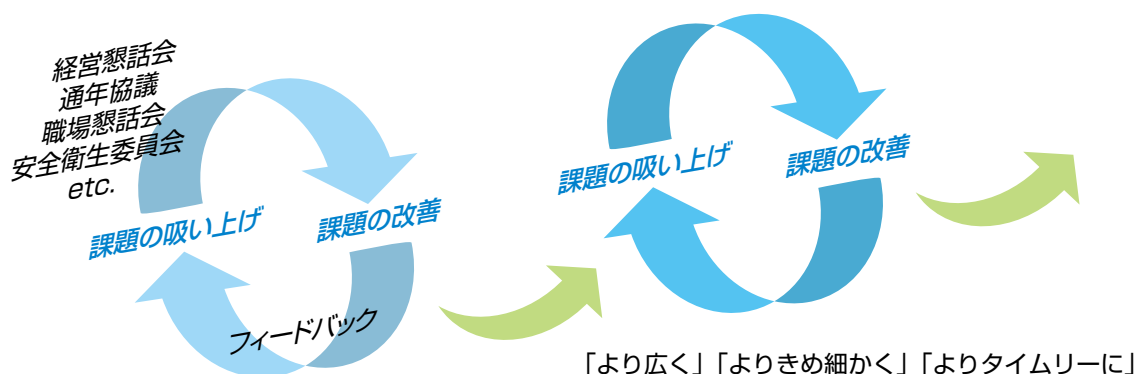 経営懇話会
通年協議
職場懇話会
安全衛生委員会
etc.
課題の吸い上げ
課題の改善
フィードバック
課題の吸い上げ
課題の改善
「より広く」「よりきめ細かく」「よりタイムリーに」